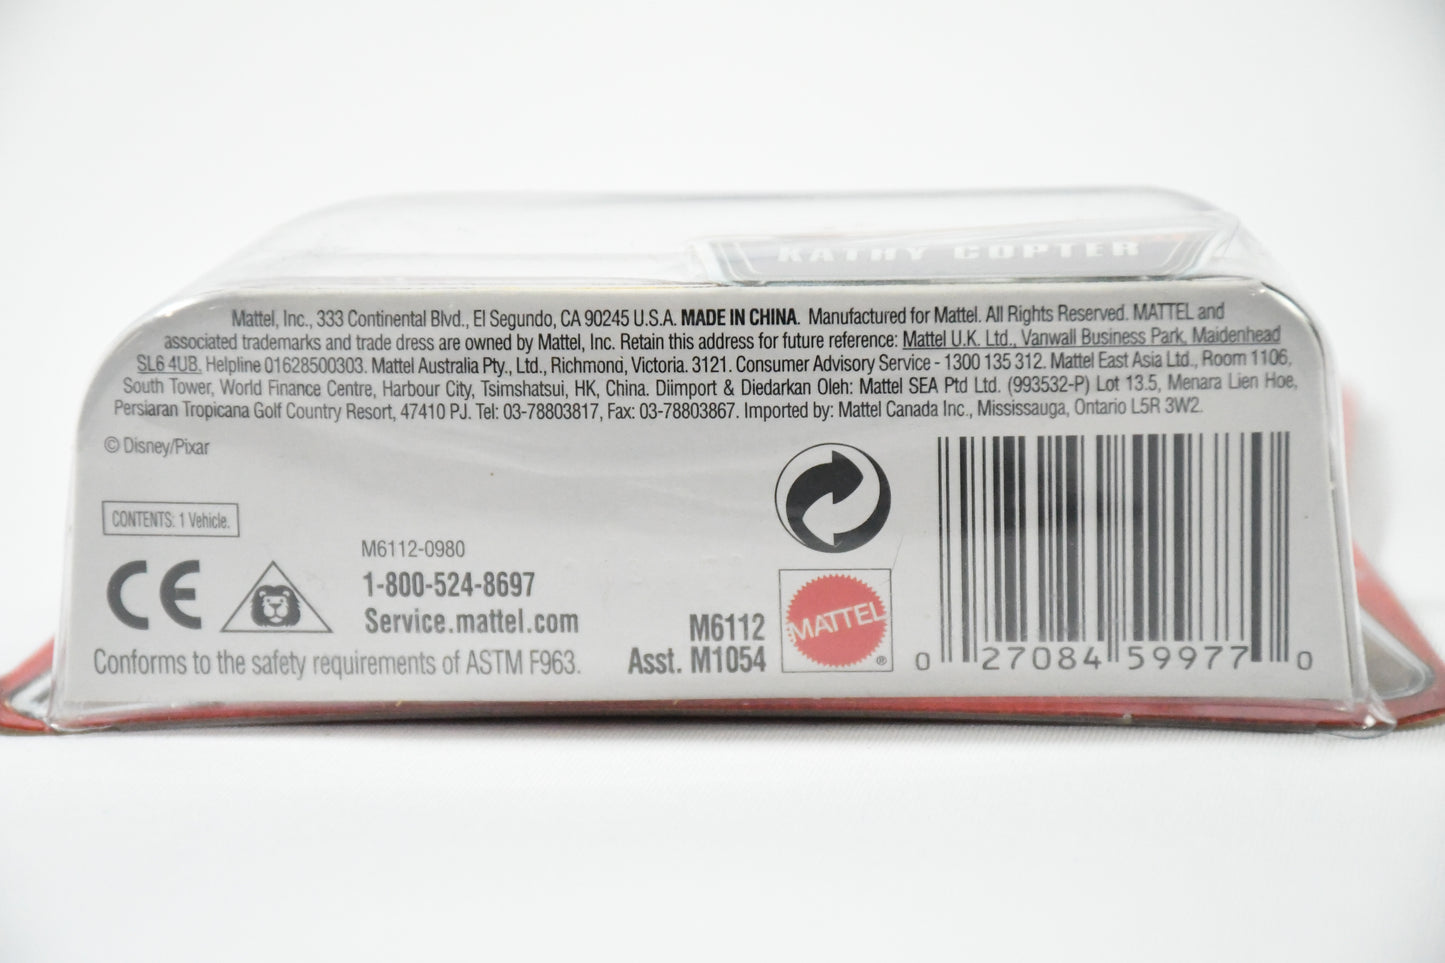 KATHY COPTER
Mattel, Inc., 333 Continental Blvd., El Segundo, CA 90245 U.S.A. MADE IN CHINA. Manufactured for Mattel. All Rights Reserved. MATTEL and
associated trademarks and trade dress are owned by Mattel, Inc. Retain this address for future reference: Mattel U.K. Ltd., Vanwall Business Park, Maidenhead
SL6 4UB. Helpline 01628500303. Mattel Australia Pty., Ltd., Richmond, Victoria. 3121. Consumer Advisory Service - 1300 135 312. Mattel East Asia Ltd., Room 1106,
South Tower, World Finance Centre, Harbour City, Tsimshatsui, HK, China. Diimport & Diedarkan Oleh: Mattel SEA Ptd Ltd. (993532-P) Lot 13.5, Menara Lien Hoe,
Persiaran Tropicana Golf Country Resort, 47410 PJ. Tel: 03-78803817, Fax: 03-78803867. Imported by: Mattel Canada Inc., Mississauga, Ontario L5R 3W2.
© Disney/Pixar
CONTENTS: 1 Vehicle.
CE
M6112-0980
1-800-524-8697
Service.mattel.com
Conforms to the safety requirements of ASTM F963.
M6112
Asst. M1054
MATTEL®
0 27084 59977 0